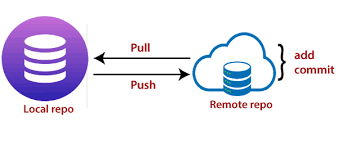 Pull
Push
Local repo
Remote repo
add
commit